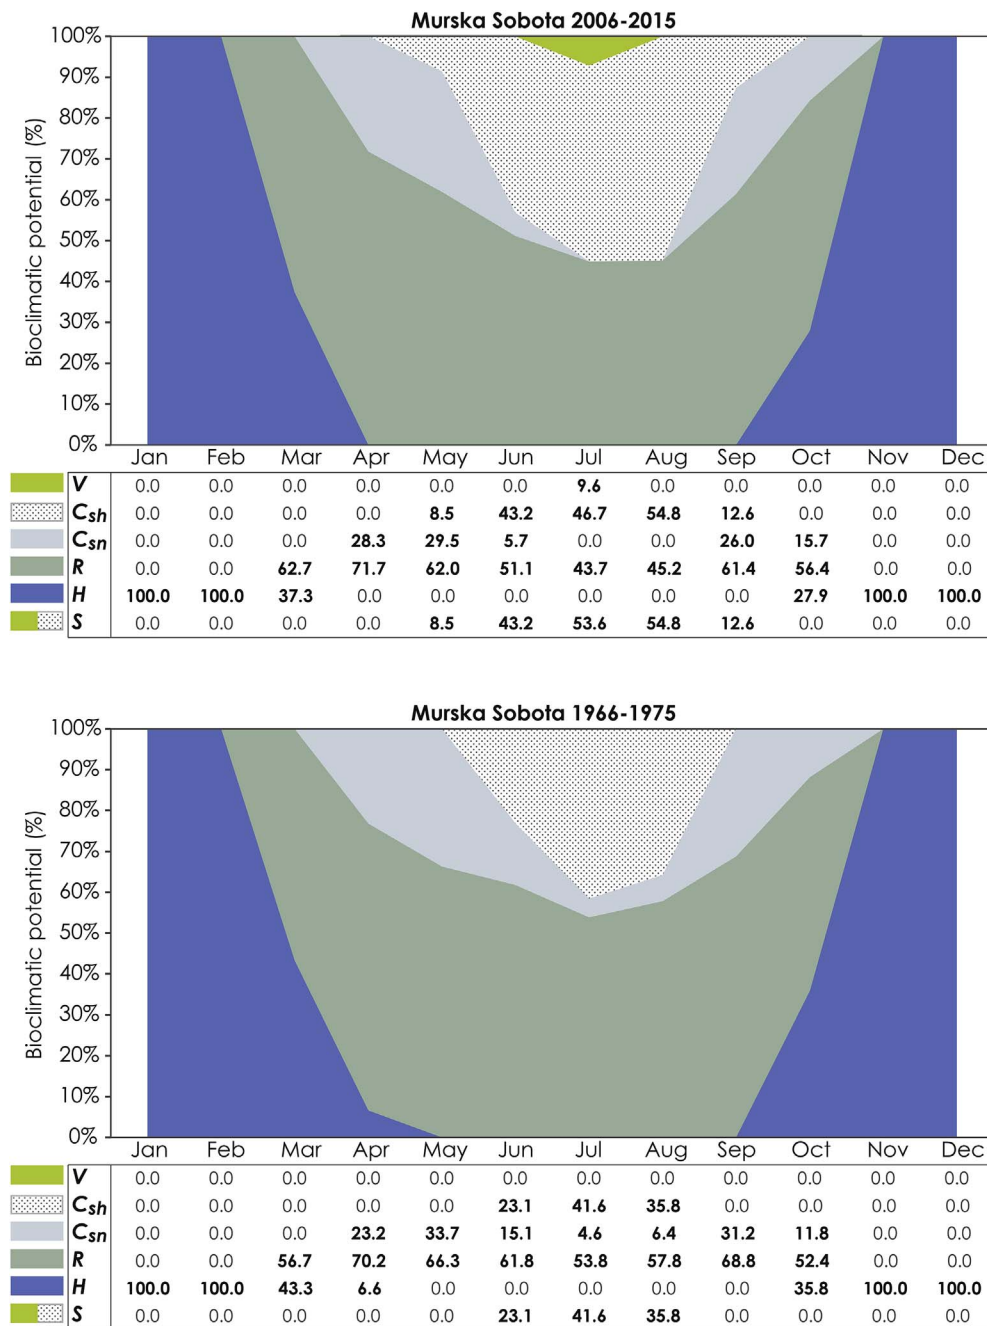 Murska Sobota 2006-2015
100%
90%
80%
70%
60%
50%
40%
30%
20%
10%
0%
Bioclimatic potential (%)
Jan Feb Mar Apr May Jun Jul Aug Sep Oct Nov Dec
V 0.0 0.0 0.0 0.0 0.0 0.0 9.6 0.0 0.0 0.0 0.0 0.0
Csh 0.0 0.0 0.0 0.0 8.5 43.2 46.7 54.8 12.6 0.0 0.0 0.0
Csn 0.0 0.0 0.0 28.3 29.5 5.7 0.0 0.0 26.0 15.7 0.0 0.0
R 0.0 0.0 62.7 71.7 62.0 51.1 43.7 45.2 61.4 56.4 0.0 0.0
H 100.0 100.0 37.3 0.0 0.0 0.0 0.0 0.0 0.0 27.9 100.0 100.0
S 0.0 0.0 0.0 0.0 8.5 43.2 53.6 54.8 12.6 0.0 0.0 0.0
Murska Sobota 1966-1975
100%
90%
80%
70%
60%
50%
40%
30%
20%
10%
0%
Bioclimatic potential (%)
Jan Feb Mar Apr May Jun Jul Aug Sep Oct Nov Dec
V 0.0 0.0 0.0 0.0 0.0 0.0 0.0 0.0 0.0 0.0 0.0 0.0
Csh 0.0 0.0 0.0 0.0 0.0 23.1 41.6 35.8 0.0 0.0 0.0 0.0
Csn 0.0 0.0 0.0 23.2 33.7 15.1 4.6 6.4 31.2 11.8 0.0 0.0
R 0.0 0.0 56.7 70.2 66.3 61.8 53.8 57.8 68.8 52.4 0.0 0.0
H 100.0 100.0 43.3 6.6 0.0 0.0 0.0 0.0 0.0 35.8 100.0 100.0
S 0.0 0.0 0.0 0.0 0.0 23.1 41.6 35.8 0.0 0.0 0.0 0.0